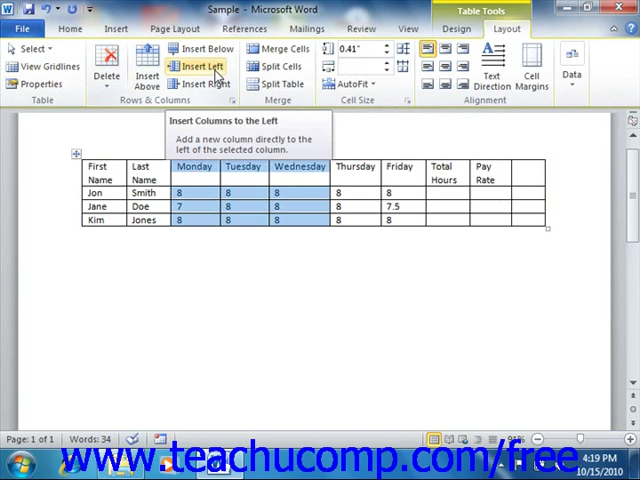 Sample - Microsoft Word
Table Tools
File Home Insert Page Layout References Mailings Review View Design Layout
Select
View Gridlines
Properties
Table
Delete
Insert Above
Insert Below
Insert Left
Insert Right
Rows & Columns
Merge Cells
Split Cells
Split Table
Merge
0.41"
AutoFit
Cell Size
Text Direction
Cell Margins
Alignment
Data
Insert Columns to the Left
Add a new column directly to the
left of the selected column.
First Name Last Name Monday Tuesday Wednesday Thursday Friday Total Hours Pay Rate
Jon Smith 8 8 8 8 8
Jane Doe 7 8 8 8 7.5
Kim Jones 8 8 8 8 8
Page: 1 of 1 Words: 34 91%
www.teachucomp.com/free
4:19 PM
10/15/2010